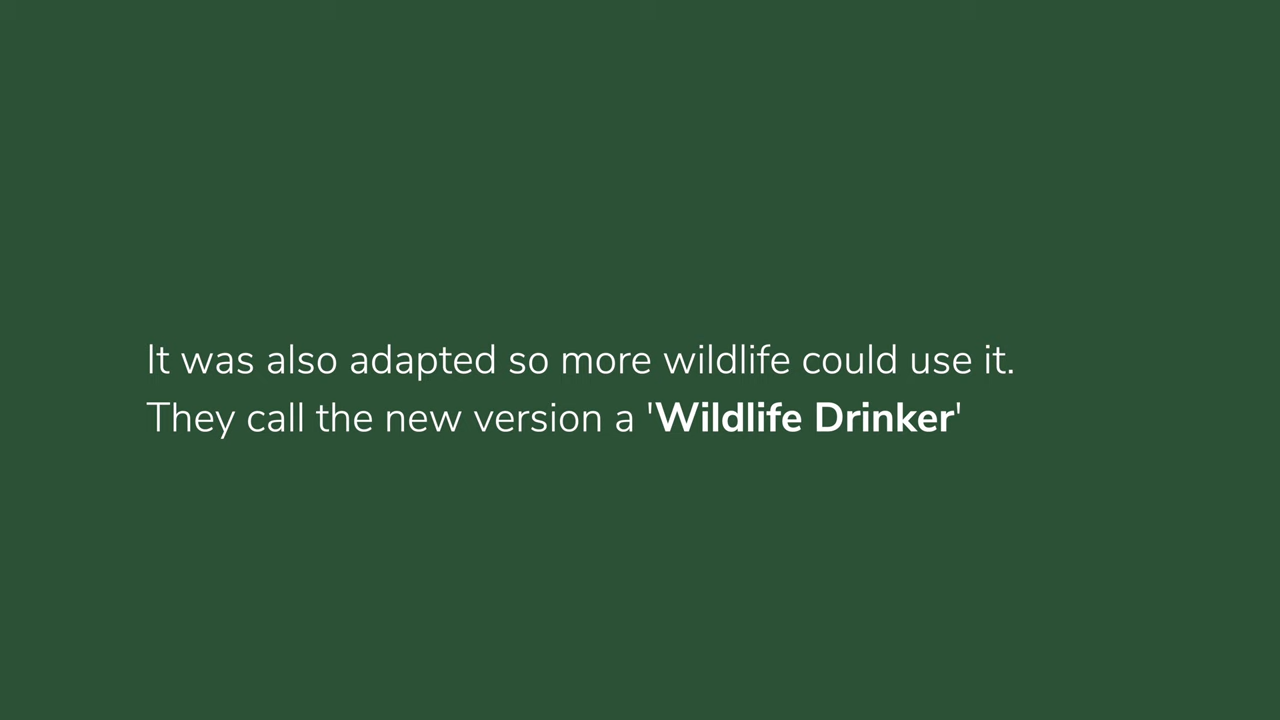 It was also adapted so more wildlife could use it.
They call the new version a 'Wildlife Drinker'